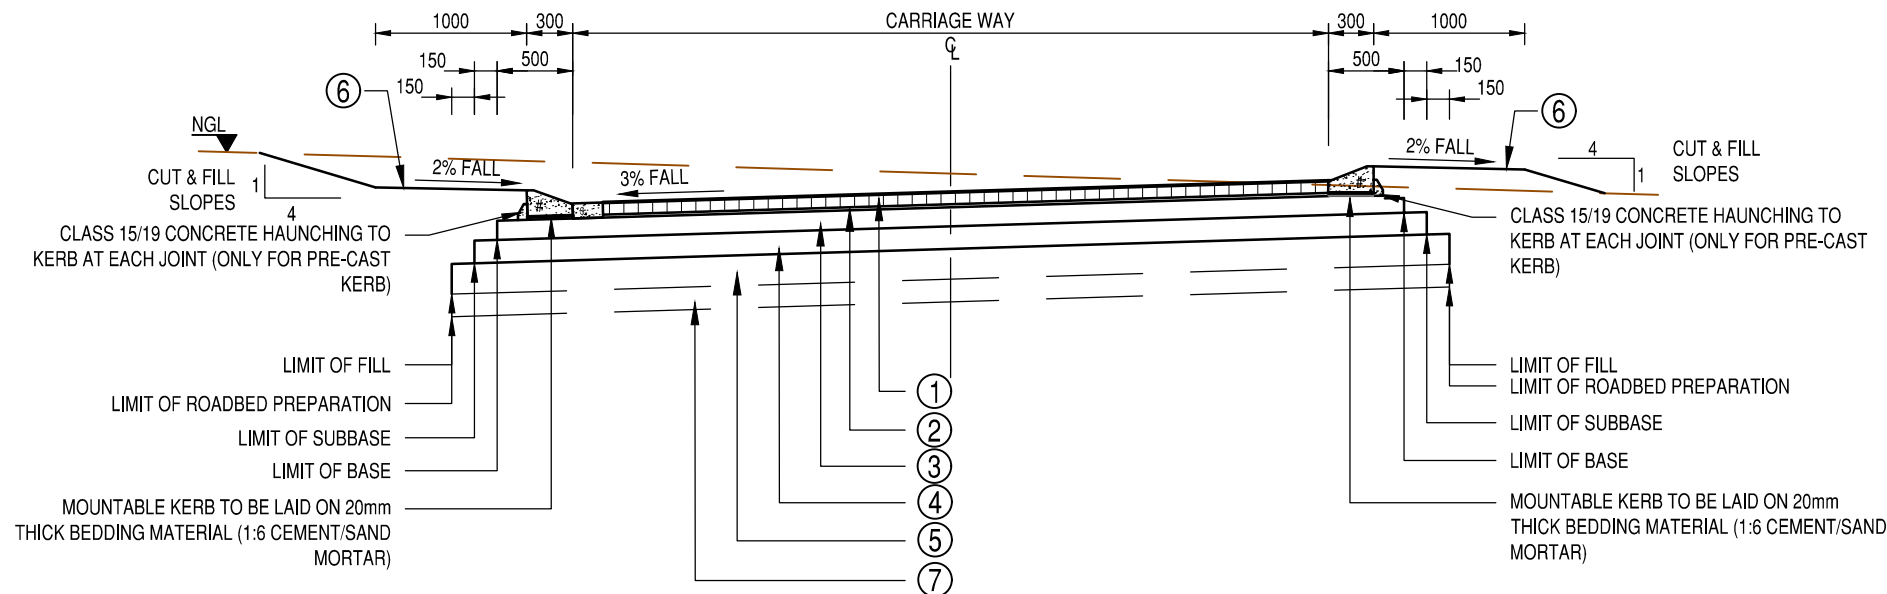 1000
300
CARRIAGE WAY
300
1000
C
L
150
500
500
150
150
150
6
6
NGL
2% FALL
3% FALL
2% FALL
4
1
CUT & FILL
SLOPES
CUT & FILL
SLOPES
1
4
CLASS 15/19 CONCRETE HAUNCHING TO
KERB AT EACH JOINT (ONLY FOR PRE-CAST
KERB)
CLASS 15/19 CONCRETE HAUNCHING TO
KERB AT EACH JOINT (ONLY FOR PRE-CAST
KERB)
LIMIT OF FILL
LIMIT OF ROADBED PREPARATION
LIMIT OF SUBBASE
LIMIT OF BASE
MOUNTABLE KERB TO BE LAID ON 20mm
THICK BEDDING MATERIAL (1:6 CEMENT/SAND
MORTAR)
1
2
3
4
5
7
LIMIT OF FILL
LIMIT OF ROADBED PREPARATION
LIMIT OF SUBBASE
LIMIT OF BASE
MOUNTABLE KERB TO BE LAID ON 20mm
THICK BEDDING MATERIAL (1:6 CEMENT/SAND
MORTAR)